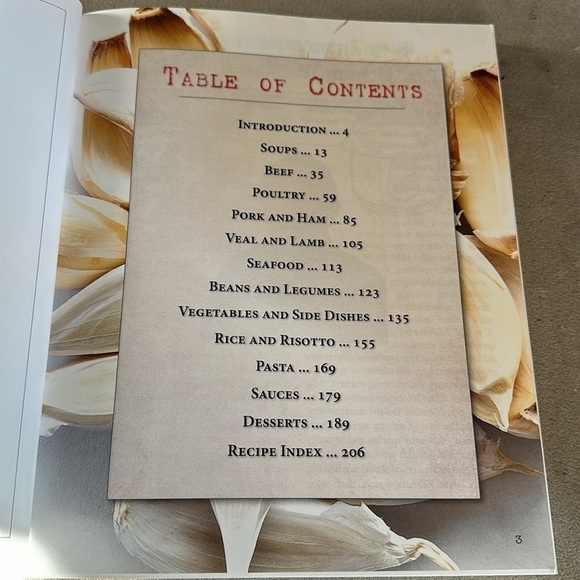 Table of Contents
Introduction ... 4
Soups ... 13
Beef ... 35
Poultry ... 59
Pork and Ham ... 85
Veal and Lamb ... 105
Seafood ... 113
Beans and Legumes ... 123
Vegetables and Side Dishes ... 135
Rice and Risotto ... 155
Pasta ... 169
Sauces ... 179
Desserts ... 189
Recipe Index ... 206
3